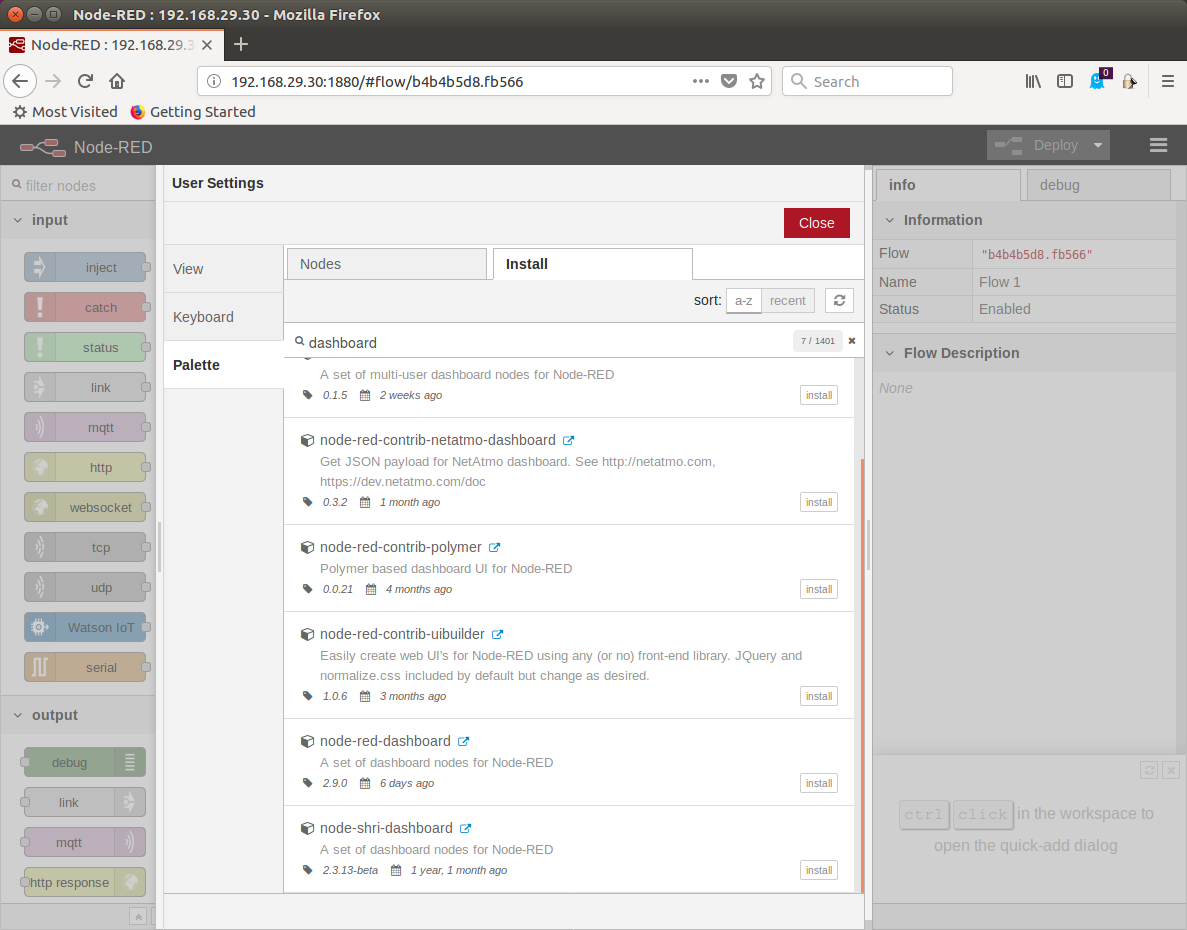 Node-RED : 192.168.29.30 - Mozilla Firefox
Node-RED : 192.168.29.3
192.168.29.30:1880/#flow/b4b4b5d8.fb566
Search
0
Most Visited
Getting Started
Node-RED
Deploy
filter nodes
input
inject
catch
status
link
mqtt
http
websocket
tcp
udp
Watson IoT
serial
output
debug
link
mqtt
http response
User Settings
Close
View
Keyboard
Palette
Nodes
Install
sort:
a-z
recent
dashboard
7 / 1401
A set of multi-user dashboard nodes for Node-RED
0.1.5 2 weeks ago
install
node-red-contrib-netatmo-dashboard
Get JSON payload for NetAtmo dashboard. See http://netatmo.com,
https://dev.netatmo.com/doc
0.3.2 1 month ago
install
node-red-contrib-polymer
Polymer based dashboard UI for Node-RED
0.0.21 4 months ago
install
node-red-contrib-uibuilder
Easily create web UI's for Node-RED using any (or no) front-end library. JQuery and
normalize.css included by default but change as desired.
1.0.6 3 months ago
install
node-red-dashboard
A set of dashboard nodes for Node-RED
2.9.0 6 days ago
install
node-shri-dashboard
A set of dashboard nodes for Node-RED
2.3.13-beta 1 year, 1 month ago
install
info
debug
Information
Flow "b4b4b5d8.fb566"
Name Flow 1
Status Enabled
Flow Description
None
ctrl click in the workspace to
open the quick-add dialog